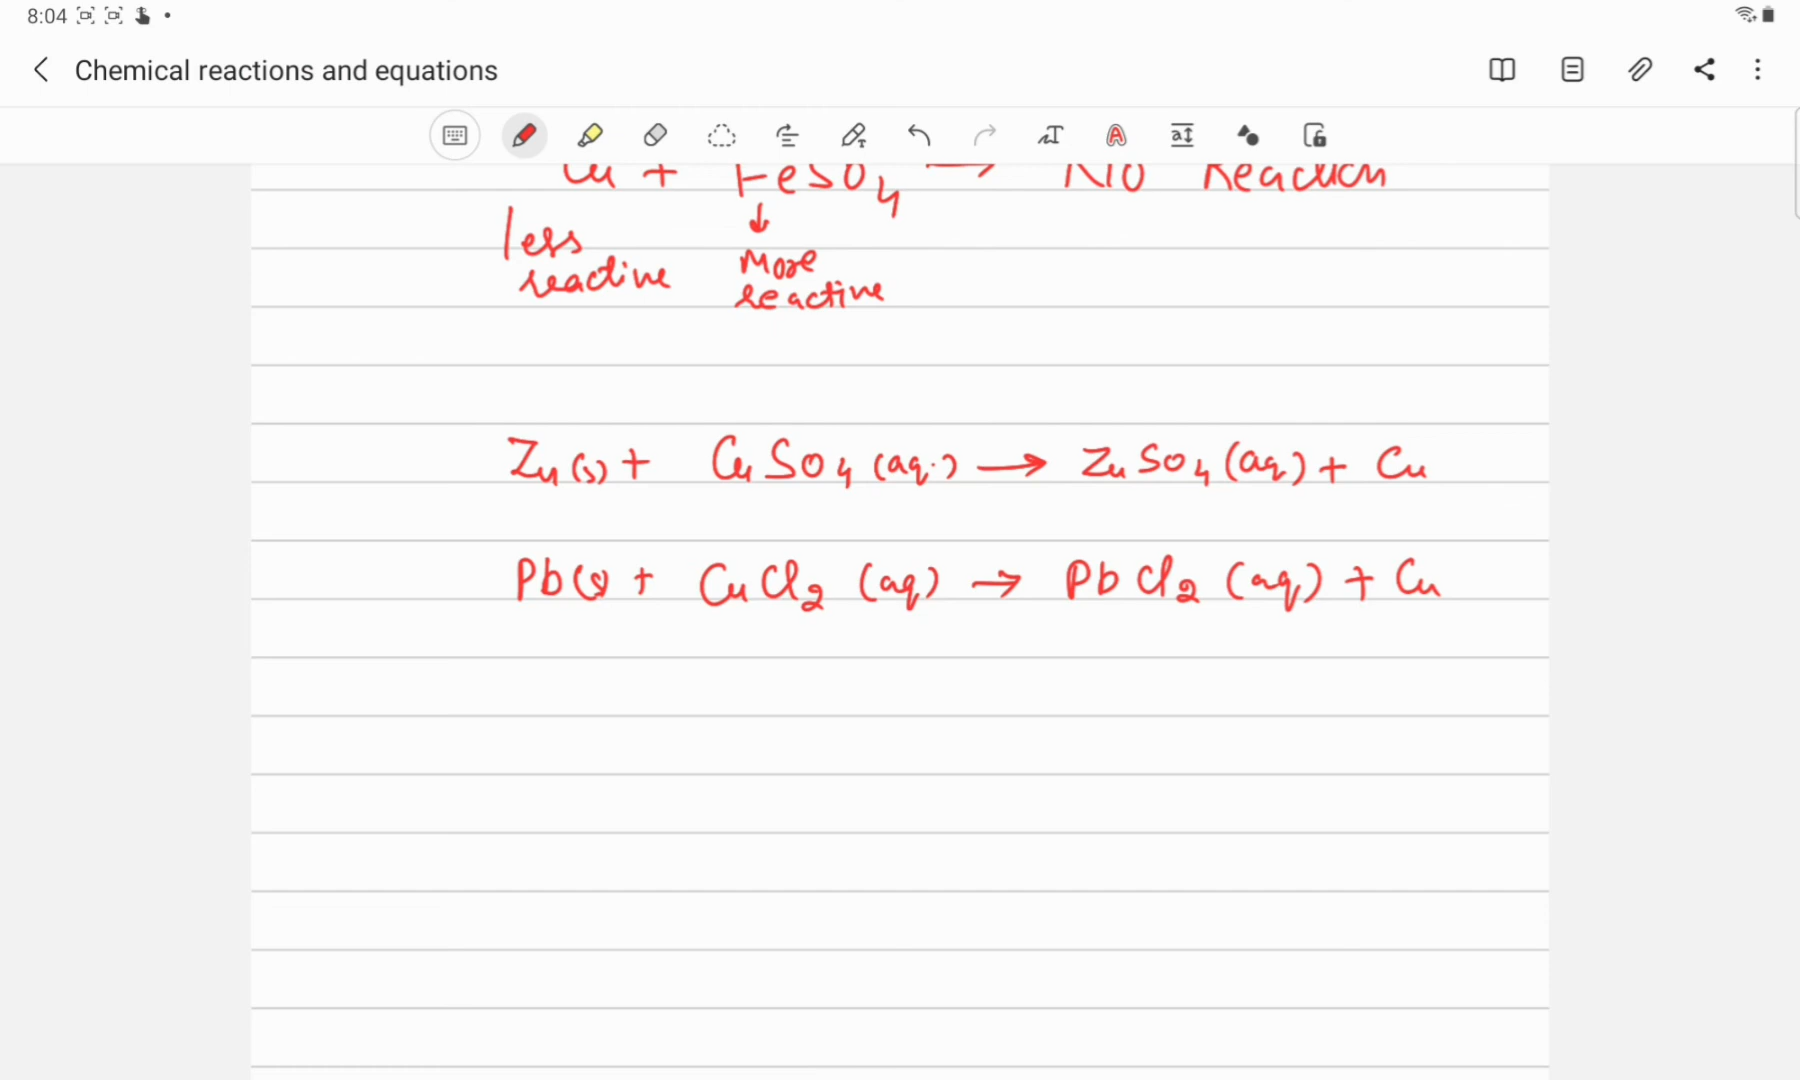 8:04
Chemical reactions and equations
Cu + FeSO4 → No Reaction
↓
less More
reactive reactive
Zn(s) + CuSO4 (aq.) → ZnSO4 (aq) + Cu
Pb(s) + CuCl2 (aq) → PbCl2 (aq) + Cu